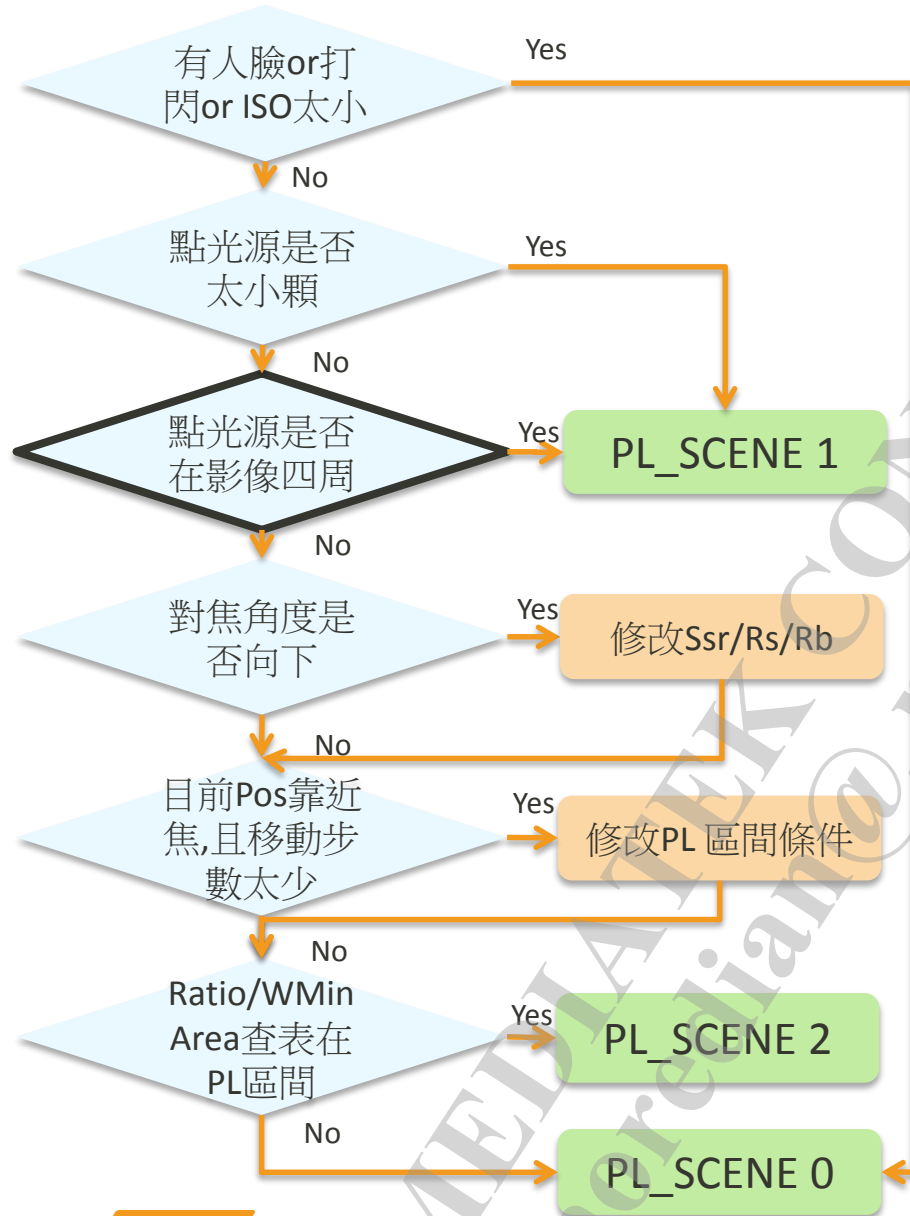 有人臉or打
閃or ISO太小
Yes
No
點光源是否
太小顆
Yes
No
點光源是否
在影像四周
Yes
PL_SCENE 1
No
對焦角度是
否向下
Yes
修改Ssr/Rs/Rb
No
目前Pos靠近
焦,且移動步
數太少
Yes
修改PL 區間條件
No
Ratio/WMin
Area查表在
PL區間
Yes
PL_SCENE 2
No
PL_SCENE 0
MEDIATEK CON
oredian@